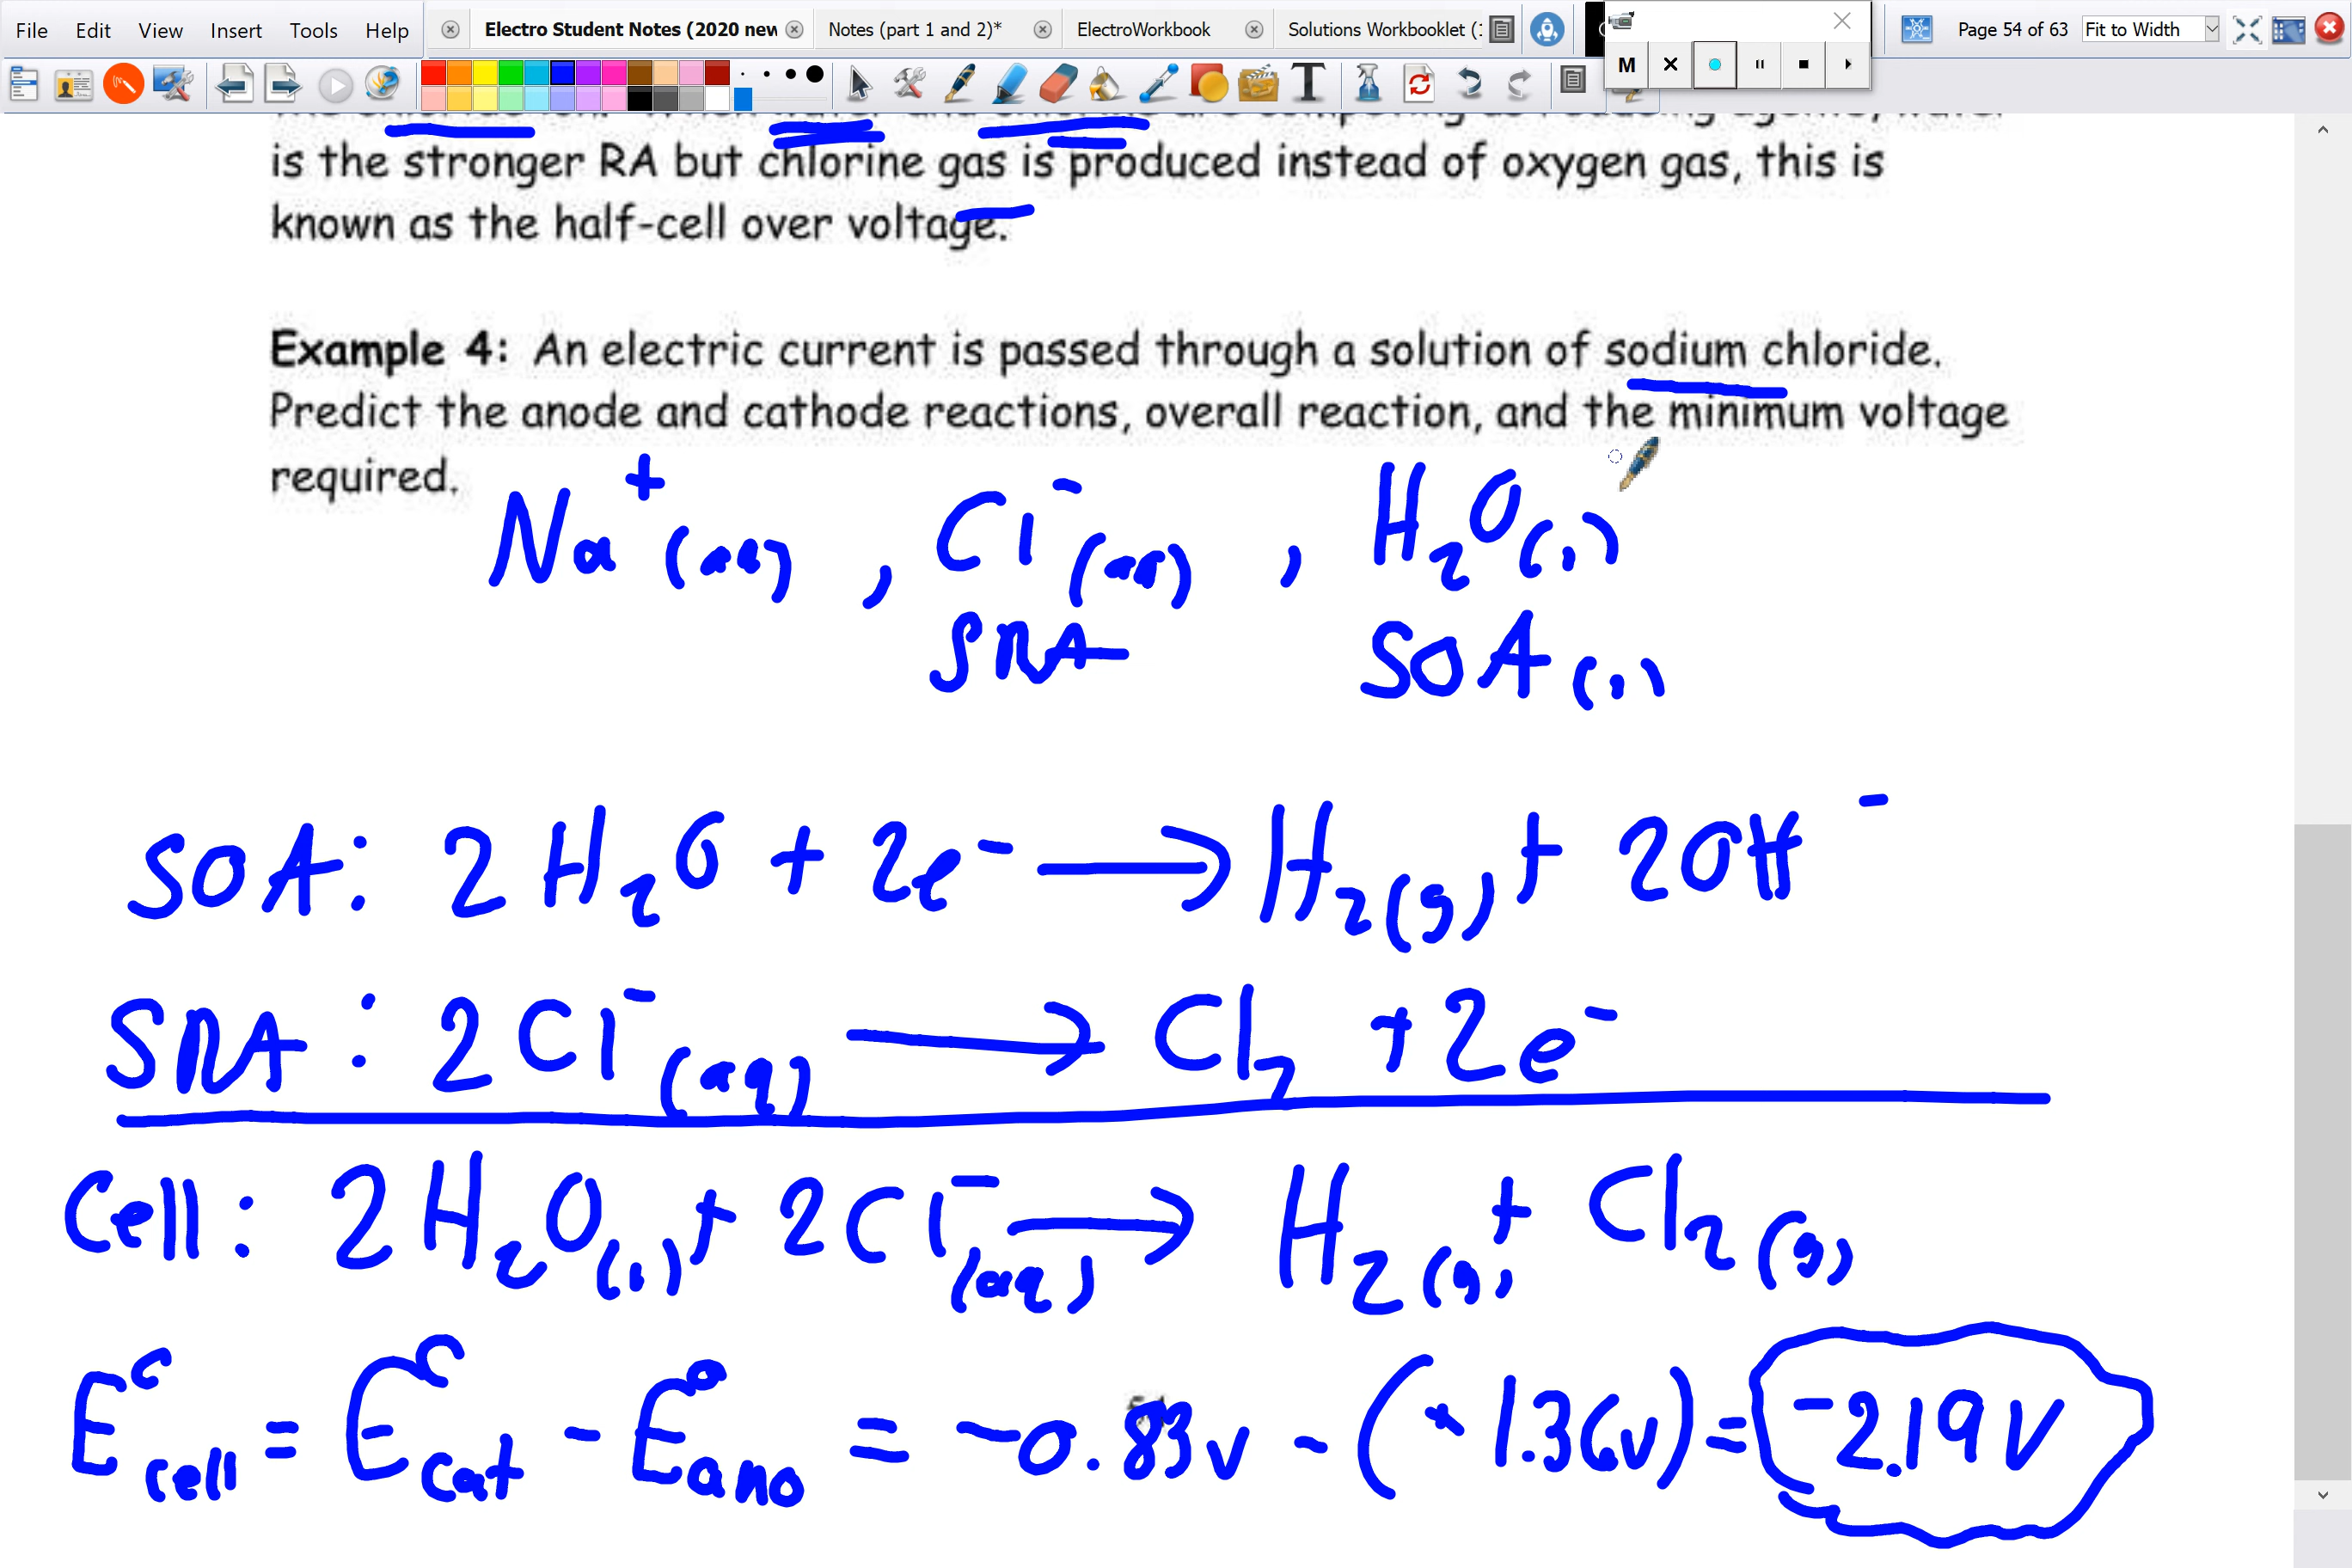 File Edit View Insert Tools Help
Electro Student Notes (2020 new
Notes (part 1 and 2)*
ElectroWorkbook
Solutions Workbooklet (1
Page 54 of 63
Fit to Width
M
T
is the stronger RA but chlorine gas is produced instead of oxygen gas, this is
known as the half-cell over voltage.
Example 4: An electric current is passed through a solution of sodium chloride.
Predict the anode and cathode reactions, overall reaction, and the minimum voltage
required.
Na⁺(aq) , Cl⁻(aq) , H₂O(l)
SRA SOA (l)
SOA: 2H₂O + 2e⁻ → H₂(g) + 2OH⁻
SRA: 2Cl⁻(aq) → Cl₂ + 2e⁻
Cell: 2H₂O(l) + 2Cl⁻(aq) → H₂(g) + Cl₂(g)
E°cell = E°cat - E°ano = -0.83V - (+1.36V) = -2.19V